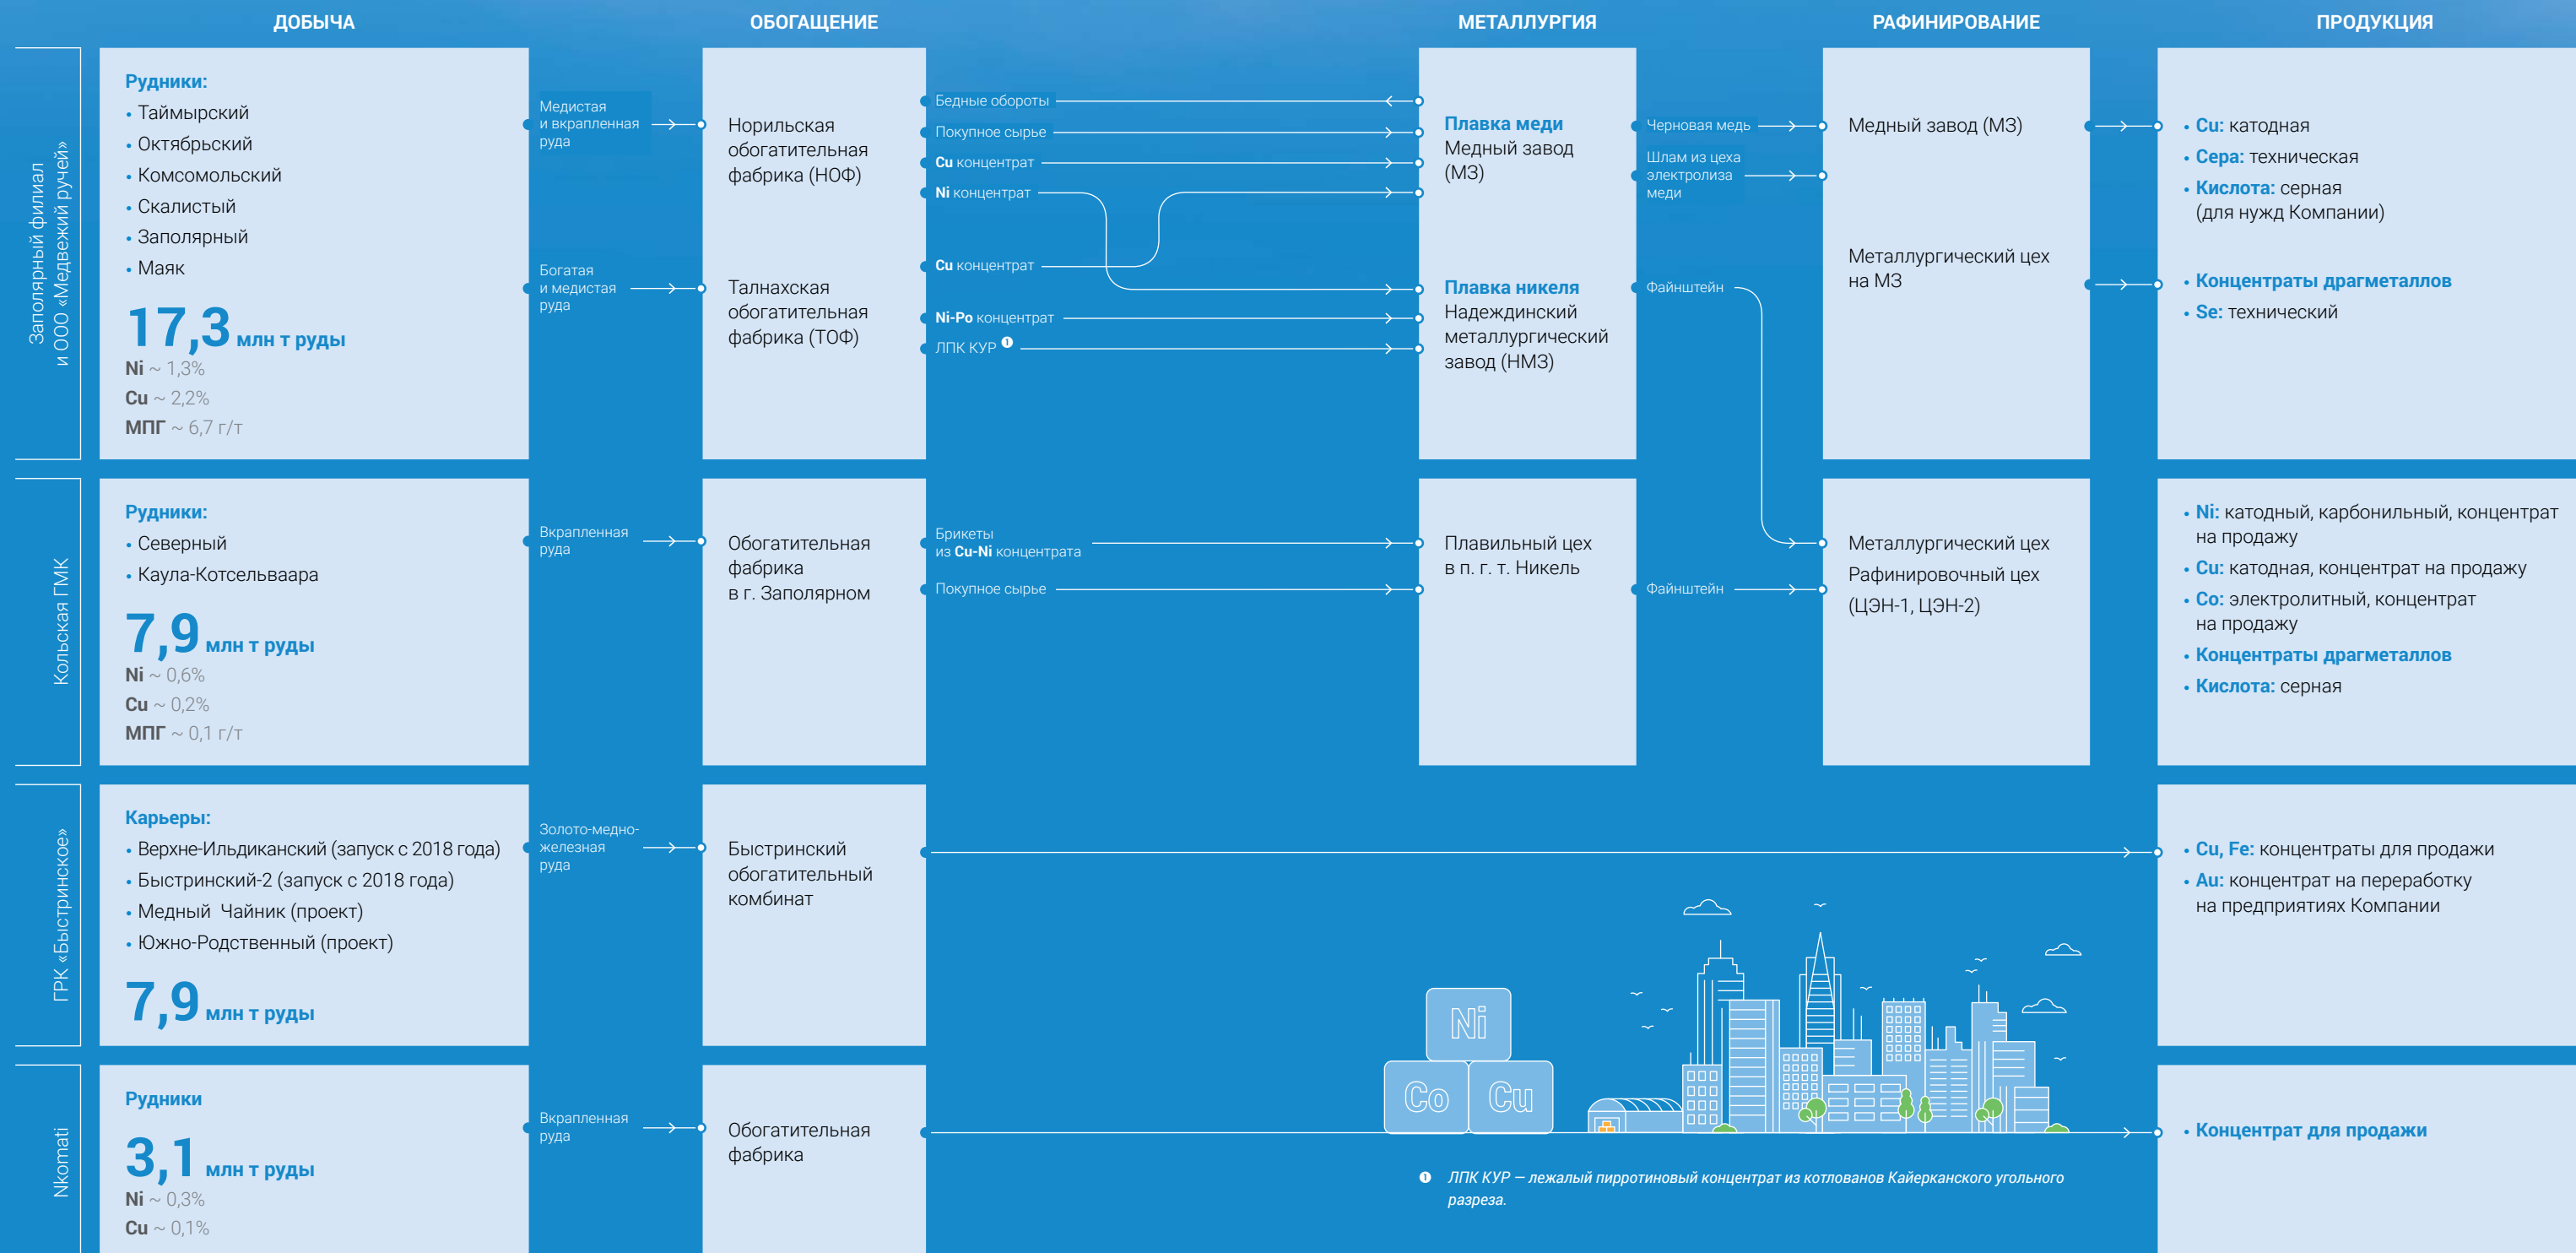 ДОБЫЧА
ОБОГАЩЕНИЕ
МЕТАЛЛУРГИЯ
РАФИНИРОВАНИЕ
ПРОДУКЦИЯ
Заполярный филиал
и ООО «Медвежий ручей»
Рудники:
• Таймырский
• Октябрьский
• Комсомольский
• Скалистый
• Заполярный
• Маяк
17,3 млн т руды
Ni ~ 1,3%
Cu ~ 2,2%
МПГ ~ 6,7 г/т
Медистая
и вкрапленная
руда
Богатая
и медистая
руда
Норильская
обогатительная
фабрика (НОФ)
Талнахская
обогатительная
фабрика (ТОФ)
Бедные обороты
Покупное сырье
Cu концентрат
Ni концентрат
Cu концентрат
Ni-Po концентрат
ЛПК КУР 1
Плавка меди
Медный завод
(МЗ)
Плавка никеля
Надеждинский
металлургический
завод (НМЗ)
Черновая медь
Шлам из цеха
электролиза
меди
Файнштейн
Медный завод (МЗ)
Металлургический цех
на МЗ
• Cu: катодная
• Сера: техническая
• Кислота: серная
(для нужд Компании)
• Концентраты драгметаллов
• Se: технический
Кольская ГМК
Рудники:
• Северный
• Каула-Котсельваара
7,9 млн т руды
Ni ~ 0,6%
Cu ~ 0,2%
МПГ ~ 0,1 г/т
Вкрапленная
руда
Обогатительная
фабрика
в г. Заполярном
Брикеты
из Cu-Ni концентрата
Покупное сырье
Плавильный цех
в п. г. т. Никель
Файнштейн
Металлургический цех
Рафинировочный цех
(ЦЭН-1, ЦЭН-2)
• Ni: катодный, карбонильный, концентрат
на продажу
• Cu: катодная, концентрат на продажу
• Co: электролитный, концентрат
на продажу
• Концентраты драгметаллов
• Кислота: серная
ГРК «Быстринское»
Карьеры:
• Верхне-Ильдиканский (запуск с 2018 года)
• Быстринский-2 (запуск с 2018 года)
• Медный Чайник (проект)
• Южно-Родственный (проект)
7,9 млн т руды
Золото-медно-
железная
руда
Быстринский
обогатительный
комбинат
• Cu, Fe: концентраты для продажи
• Au: концентрат на переработку
на предприятиях Компании
Ni
Co
Cu
Nkomati
Рудники
3,1 млн т руды
Ni ~ 0,3%
Cu ~ 0,1%
Вкрапленная
руда
Обогатительная
фабрика
• Концентрат для продажи
1 ЛПК КУР — лежалый пирротиновый концентрат из котлованов Кайерканского угольного
разреза.